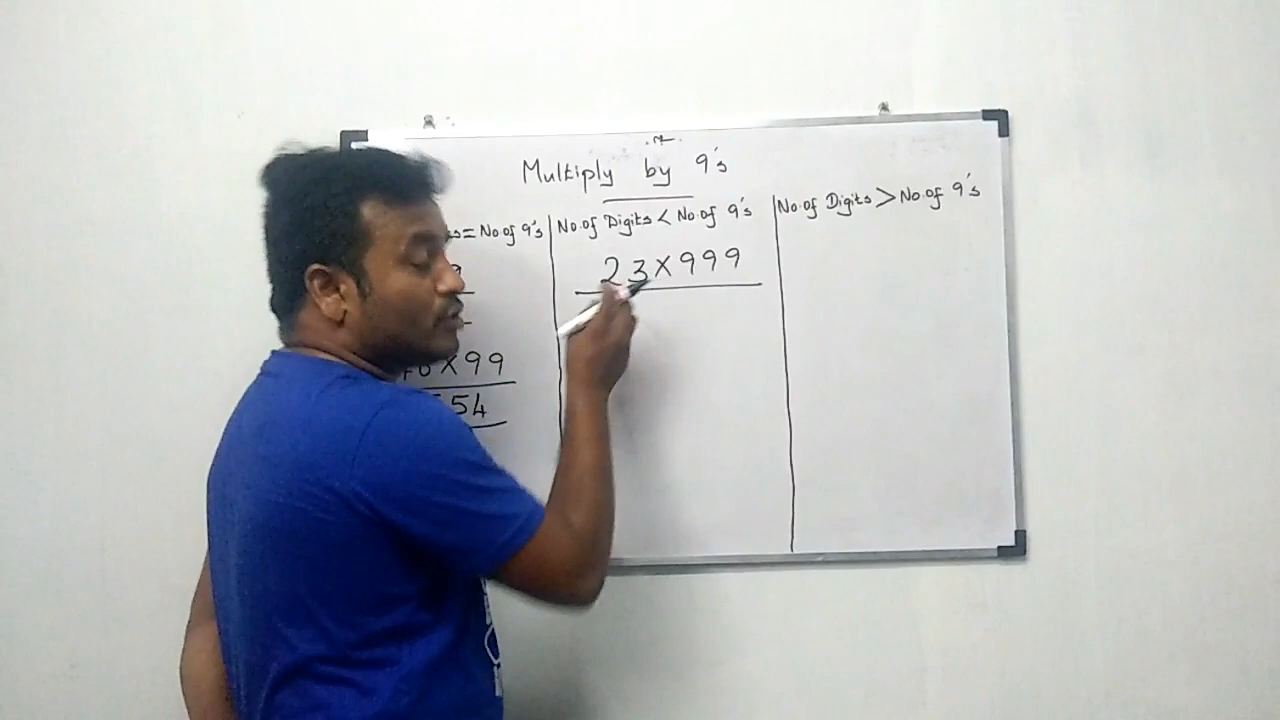 Multiply by 9's
= No.of 9's
No.of Digits < No.of 9's
No.of Digits > No.of 9's
23×999
×99
54